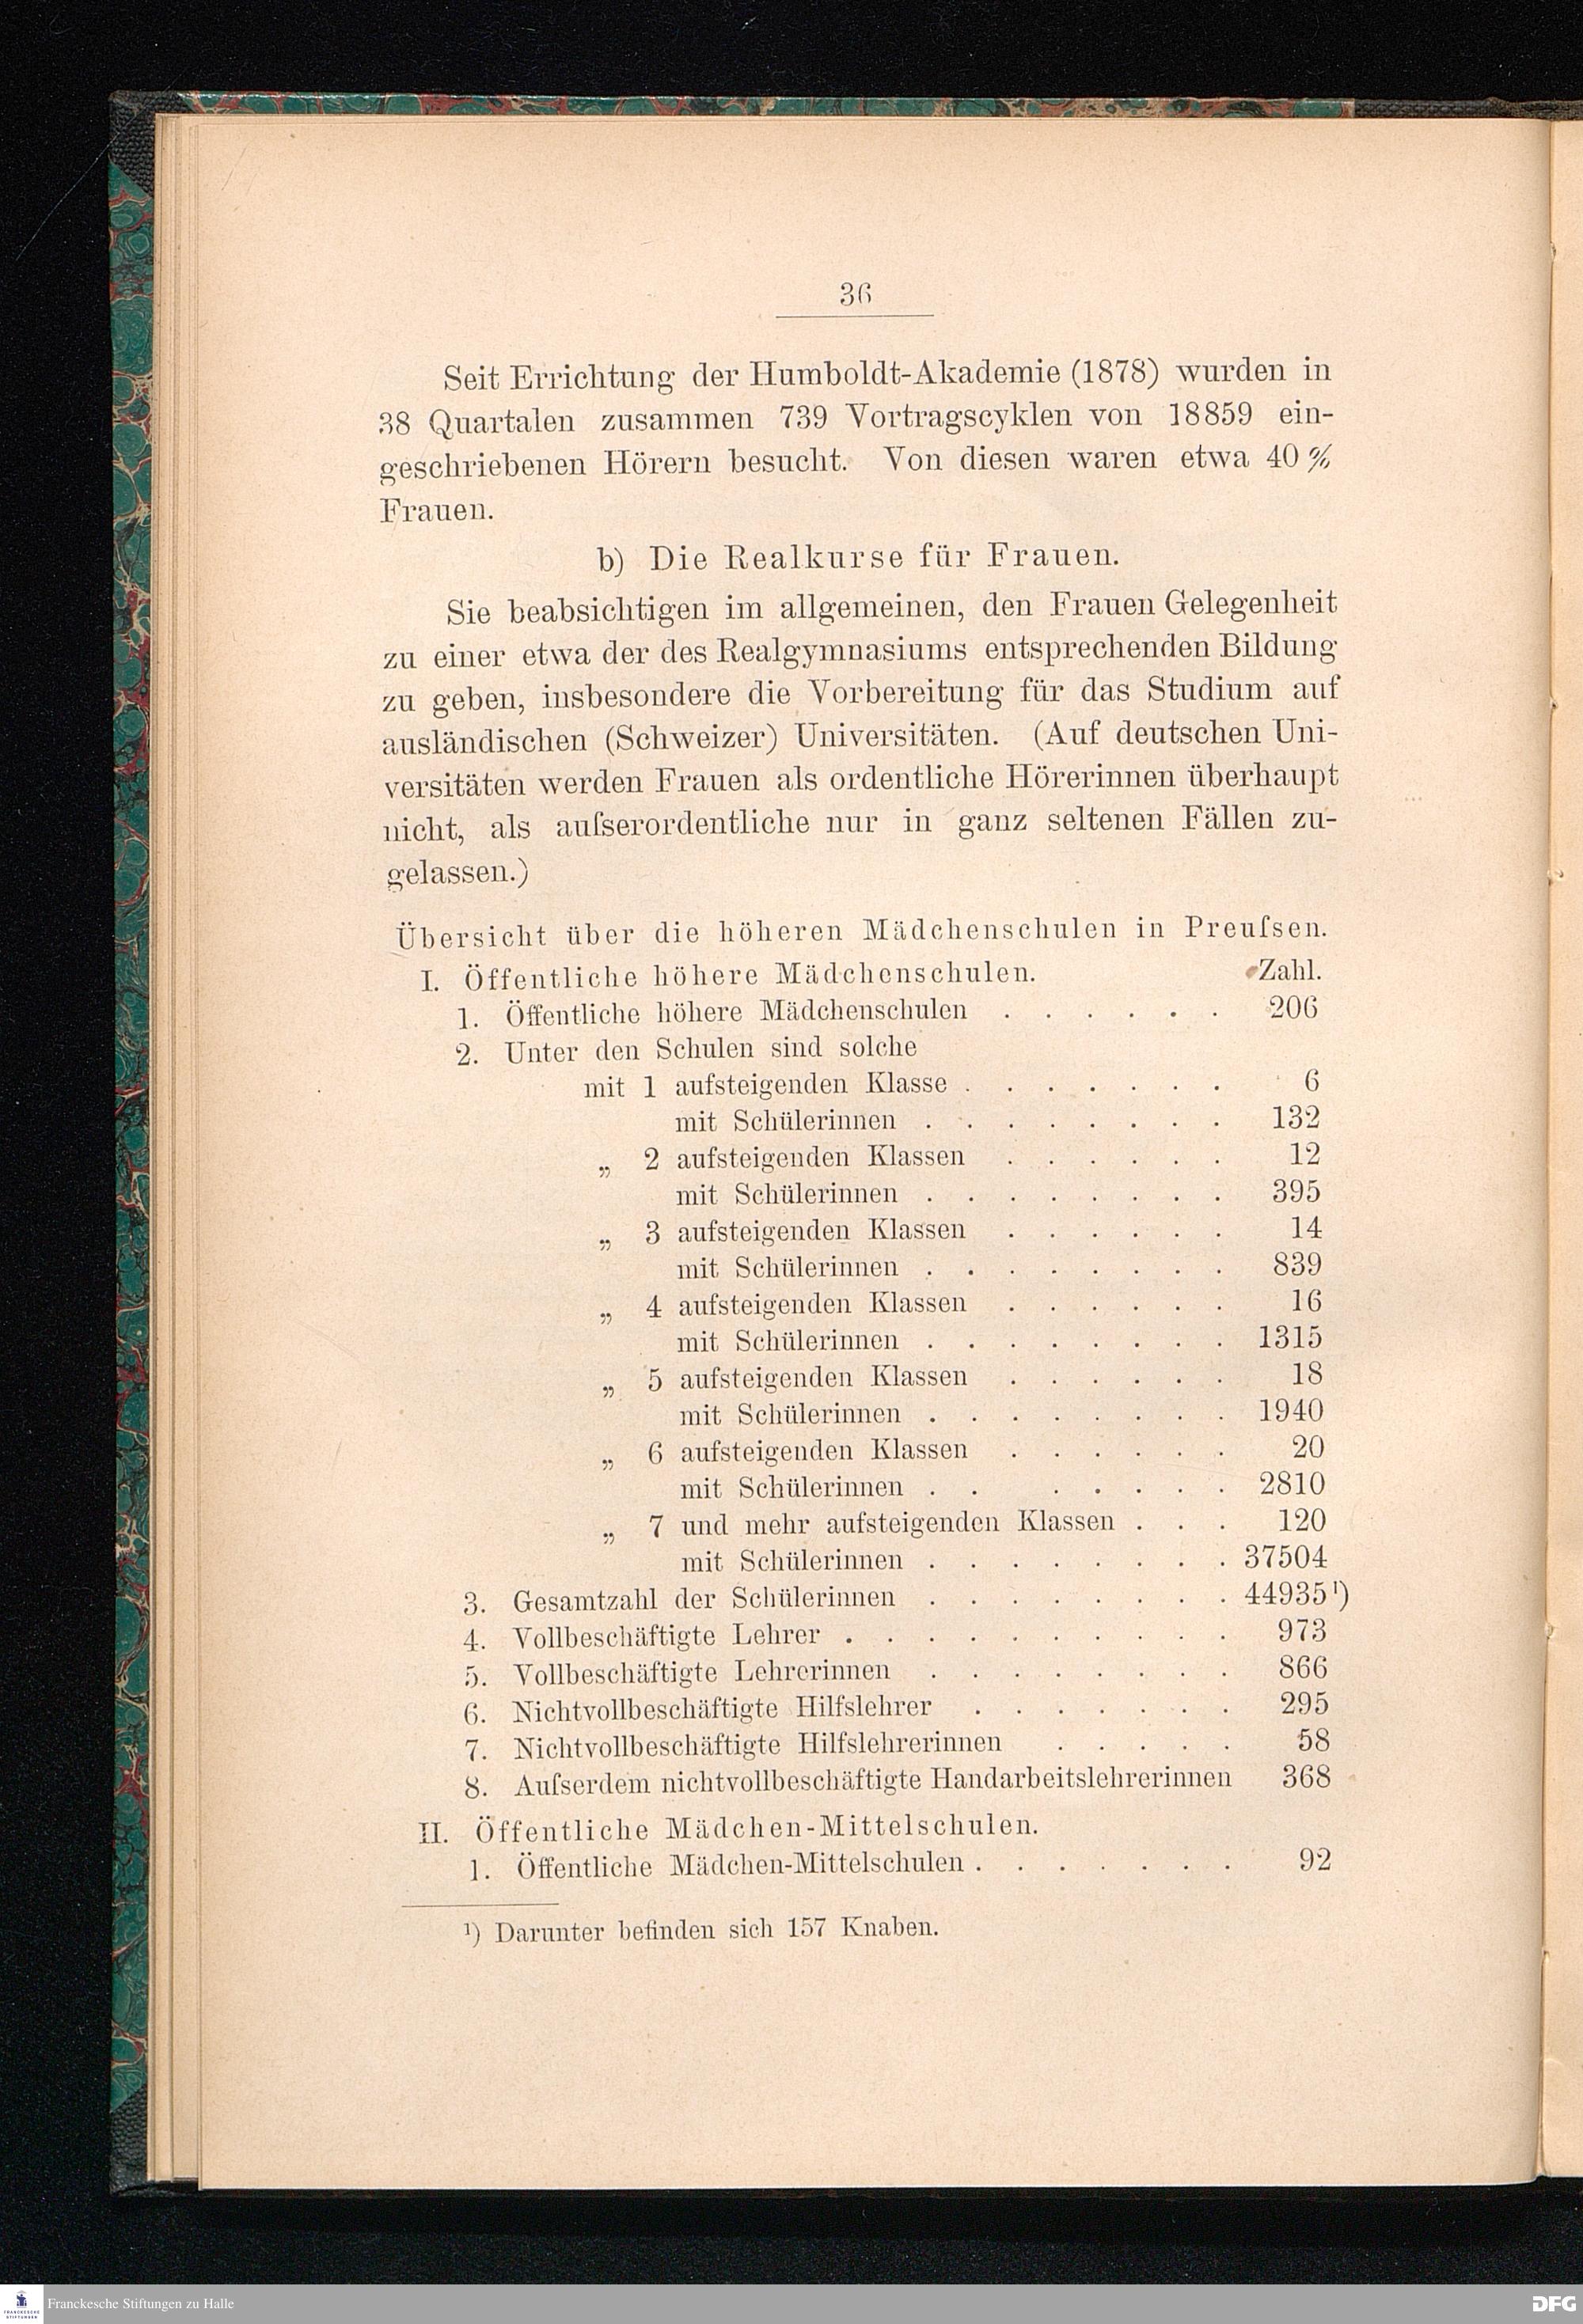 36
Seit Errichtung der Humboldt-Akademie (1878) wurden in
38 Quartalen zusammen 739 Vortragscyklen von 18859 ein-
geschriebenen Hörern besucht. Von diesen waren etwa 40 %
Frauen.
b) Die Realkurse für Frauen.
Sie beabsichtigen im allgemeinen, den Frauen Gelegenheit
zu einer etwa der des Realgymnasiums entsprechenden Bildung
zu geben, insbesondere die Vorbereitung für das Studium auf
ausländischen (Schweizer) Universitäten. (Auf deutschen Uni-
versitäten werden Frauen als ordentliche Hörerinnen überhaupt
nicht, als auſserordentliche nur in ganz seltenen Fällen zu-
gelassen.)
Übersicht über die höheren Mädchenschulen in Preuſsen.
I. Öffentliche höhere Mädchenschulen. Zahl.
1. Öffentliche höhere Mädchenschulen . . . . . . 206
2. Unter den Schulen sind solche
mit 1 aufsteigenden Klasse . . . . . . . 6
mit Schülerinnen . . . . . . . . 132
„ 2 aufsteigenden Klassen . . . . . . 12
mit Schülerinnen . . . . . . . . 395
„ 3 aufsteigenden Klassen . . . . . . 14
mit Schülerinnen . . . . . . . . 839
„ 4 aufsteigenden Klassen . . . . . . 16
mit Schülerinnen . . . . . . . . 1315
„ 5 aufsteigenden Klassen . . . . . . 18
mit Schülerinnen . . . . . . . . 1940
„ 6 aufsteigenden Klassen . . . . . . 20
mit Schülerinnen . . . . . . . 2810
„ 7 und mehr aufsteigenden Klassen . . . 120
mit Schülerinnen . . . . . . . . 37504
3. Gesamtzahl der Schülerinnen . . . . . . . . 44935¹)
4. Vollbeschäftigte Lehrer . . . . . . . . . . 973
5. Vollbeschäftigte Lehrerinnen . . . . . . . . 866
6. Nichtvollbeschäftigte Hilfslehrer . . . . . . . 295
7. Nichtvollbeschäftigte Hilfslehrerinnen . . . . . 58
8. Auſserdem nichtvollbeschäftigte Handarbeitslehrerinnen 368
II. Öffentliche Mädchen-Mittelschulen.
1. Öffentliche Mädchen-Mittelschulen . . . . . . . 92
¹) Darunter befinden sich 157 Knaben.
FRANCKESCHE
STIFTUNGEN
Franckesche Stiftungen zu Halle
DFG